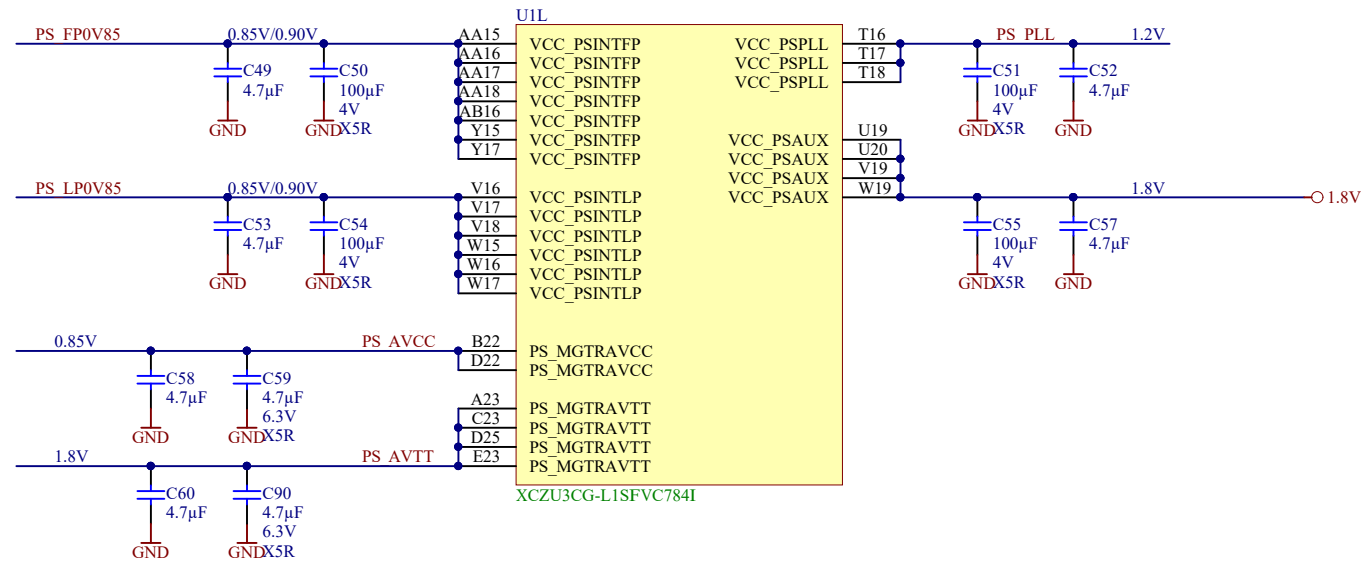 U1L
PS_FP0V85 0.85V/0.90V
C49
4.7µF
GND
C50
100µF
4V
X5R
GND
AA15 VCC_PSINTFP
AA16 VCC_PSINTFP
AA17 VCC_PSINTFP
AA18 VCC_PSINTFP
AB16 VCC_PSINTFP
Y15 VCC_PSINTFP
Y17 VCC_PSINTFP
PS_LP0V85 0.85V/0.90V
C53
4.7µF
GND
C54
100µF
4V
X5R
GND
V16 VCC_PSINTLP
V17 VCC_PSINTLP
V18 VCC_PSINTLP
W15 VCC_PSINTLP
W16 VCC_PSINTLP
W17 VCC_PSINTLP
0.85V PS_AVCC
C58
4.7µF
GND
C59
4.7µF
6.3V
X5R
GND
B22 PS_MGTRAVCC
D22 PS_MGTRAVCC
A23 PS_MGTRAVTT
C23 PS_MGTRAVTT
D25 PS_MGTRAVTT
E23 PS_MGTRAVTT
1.8V PS_AVTT
C60
4.7µF
GND
C90
4.7µF
6.3V
X5R
GND
VCC_PSPLL T16
VCC_PSPLL T17
VCC_PSPLL T18
PS_PLL 1.2V
C51
100µF
4V
X5R
GND
C52
4.7µF
GND
VCC_PSAUX U19
VCC_PSAUX U20
VCC_PSAUX V19
VCC_PSAUX W19
1.8V 1.8V
C55
100µF
4V
X5R
GND
C57
4.7µF
GND
XCZU3CG-L1SFVC784I